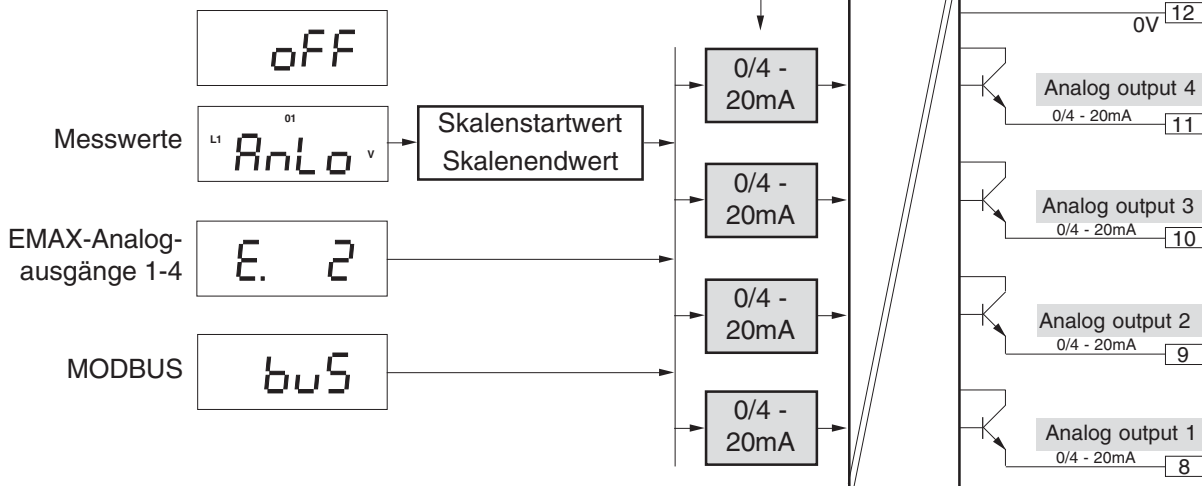 oFF
Messwerte
L1
01
AnLo
V
Skalenstartwert
Skalenendwert
EMAX-Analog-
ausgänge 1-4
E. 2
MODBUS
buS
0/4 -
20mA
0/4 -
20mA
0/4 -
20mA
0/4 -
20mA
0V
12
Analog output 4
0/4 - 20mA
11
Analog output 3
0/4 - 20mA
10
Analog output 2
0/4 - 20mA
9
Analog output 1
0/4 - 20mA
8